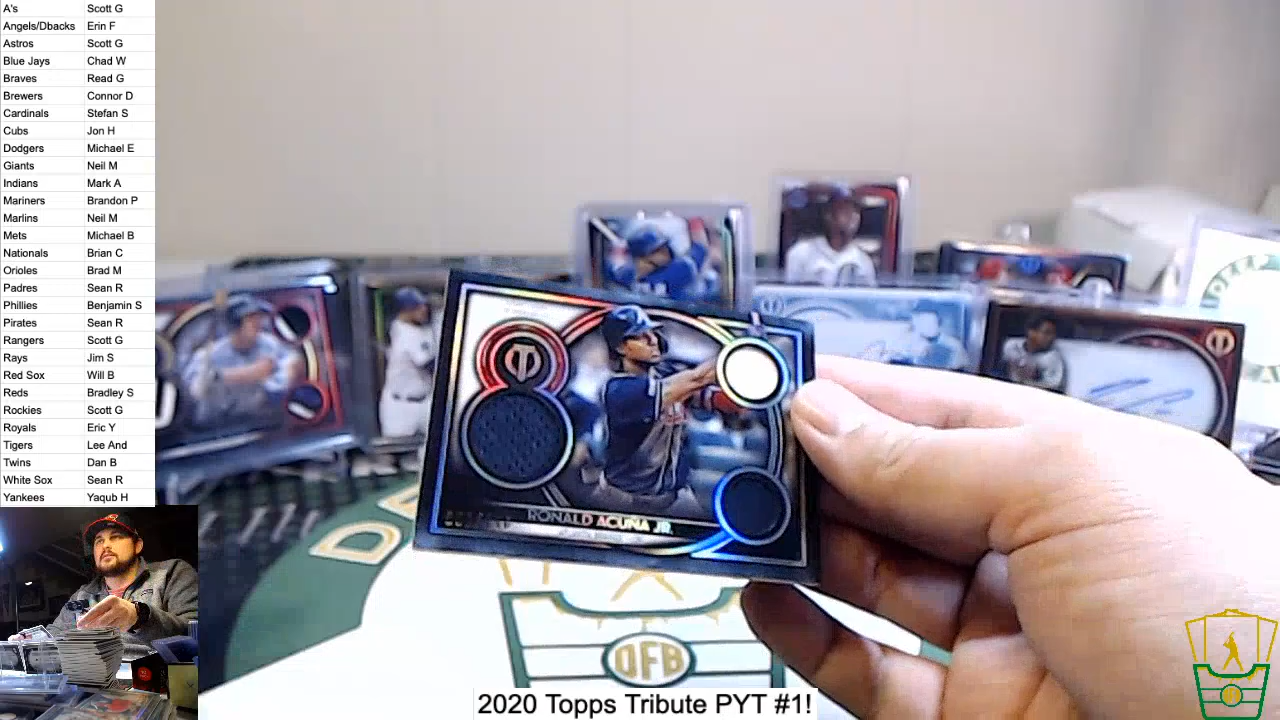 A's Scott G
Angels/Dbacks Erin F
Astros Scott G
Blue Jays Chad W
Braves Read G
Brewers Connor D
Cardinals Stefan S
Cubs Jon H
Dodgers Michael E
Giants Neil M
Indians Mark A
Mariners Brandon P
Marlins Neil M
Mets Michael B
Nationals Brian C
Orioles Brad M
Padres Sean R
Phillies Benjamin S
Pirates Sean R
Rangers Scott G
Rays Jim S
Red Sox Will B
Reds Bradley S
Rockies Scott G
Royals Eric Y
Tigers Lee And
Twins Dan B
White Sox Sean R
Yankees Yaqub H
RONALD ACUÑA JR.
DFB
2020 Topps Tribute PYT #1!